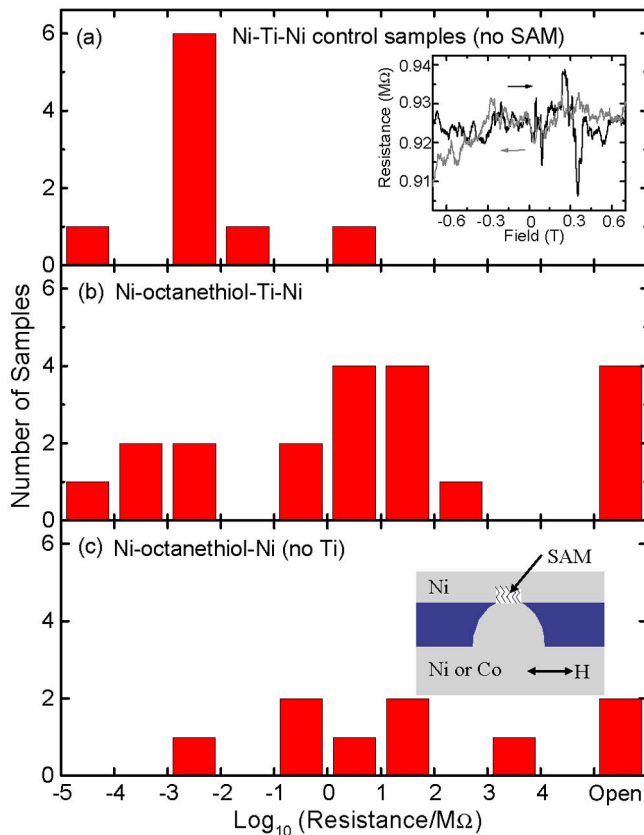 (a) Ni-Ti-Ni control samples (no SAM)
Resistance (MΩ)
0.94
0.93
0.92
0.91
-0.6 -0.3 0 0.3 0.6
Field (T)
6
4
2
0
(b) Ni-octanethiol-Ti-Ni
Number of Samples
6
4
2
0
(c) Ni-octanethiol-Ni (no Ti)
SAM
Ni
Ni or Co
H
6
4
2
0
-5 -4 -3 -2 -1 0 1 2 3 4 Open
Log10 (Resistance/MΩ)